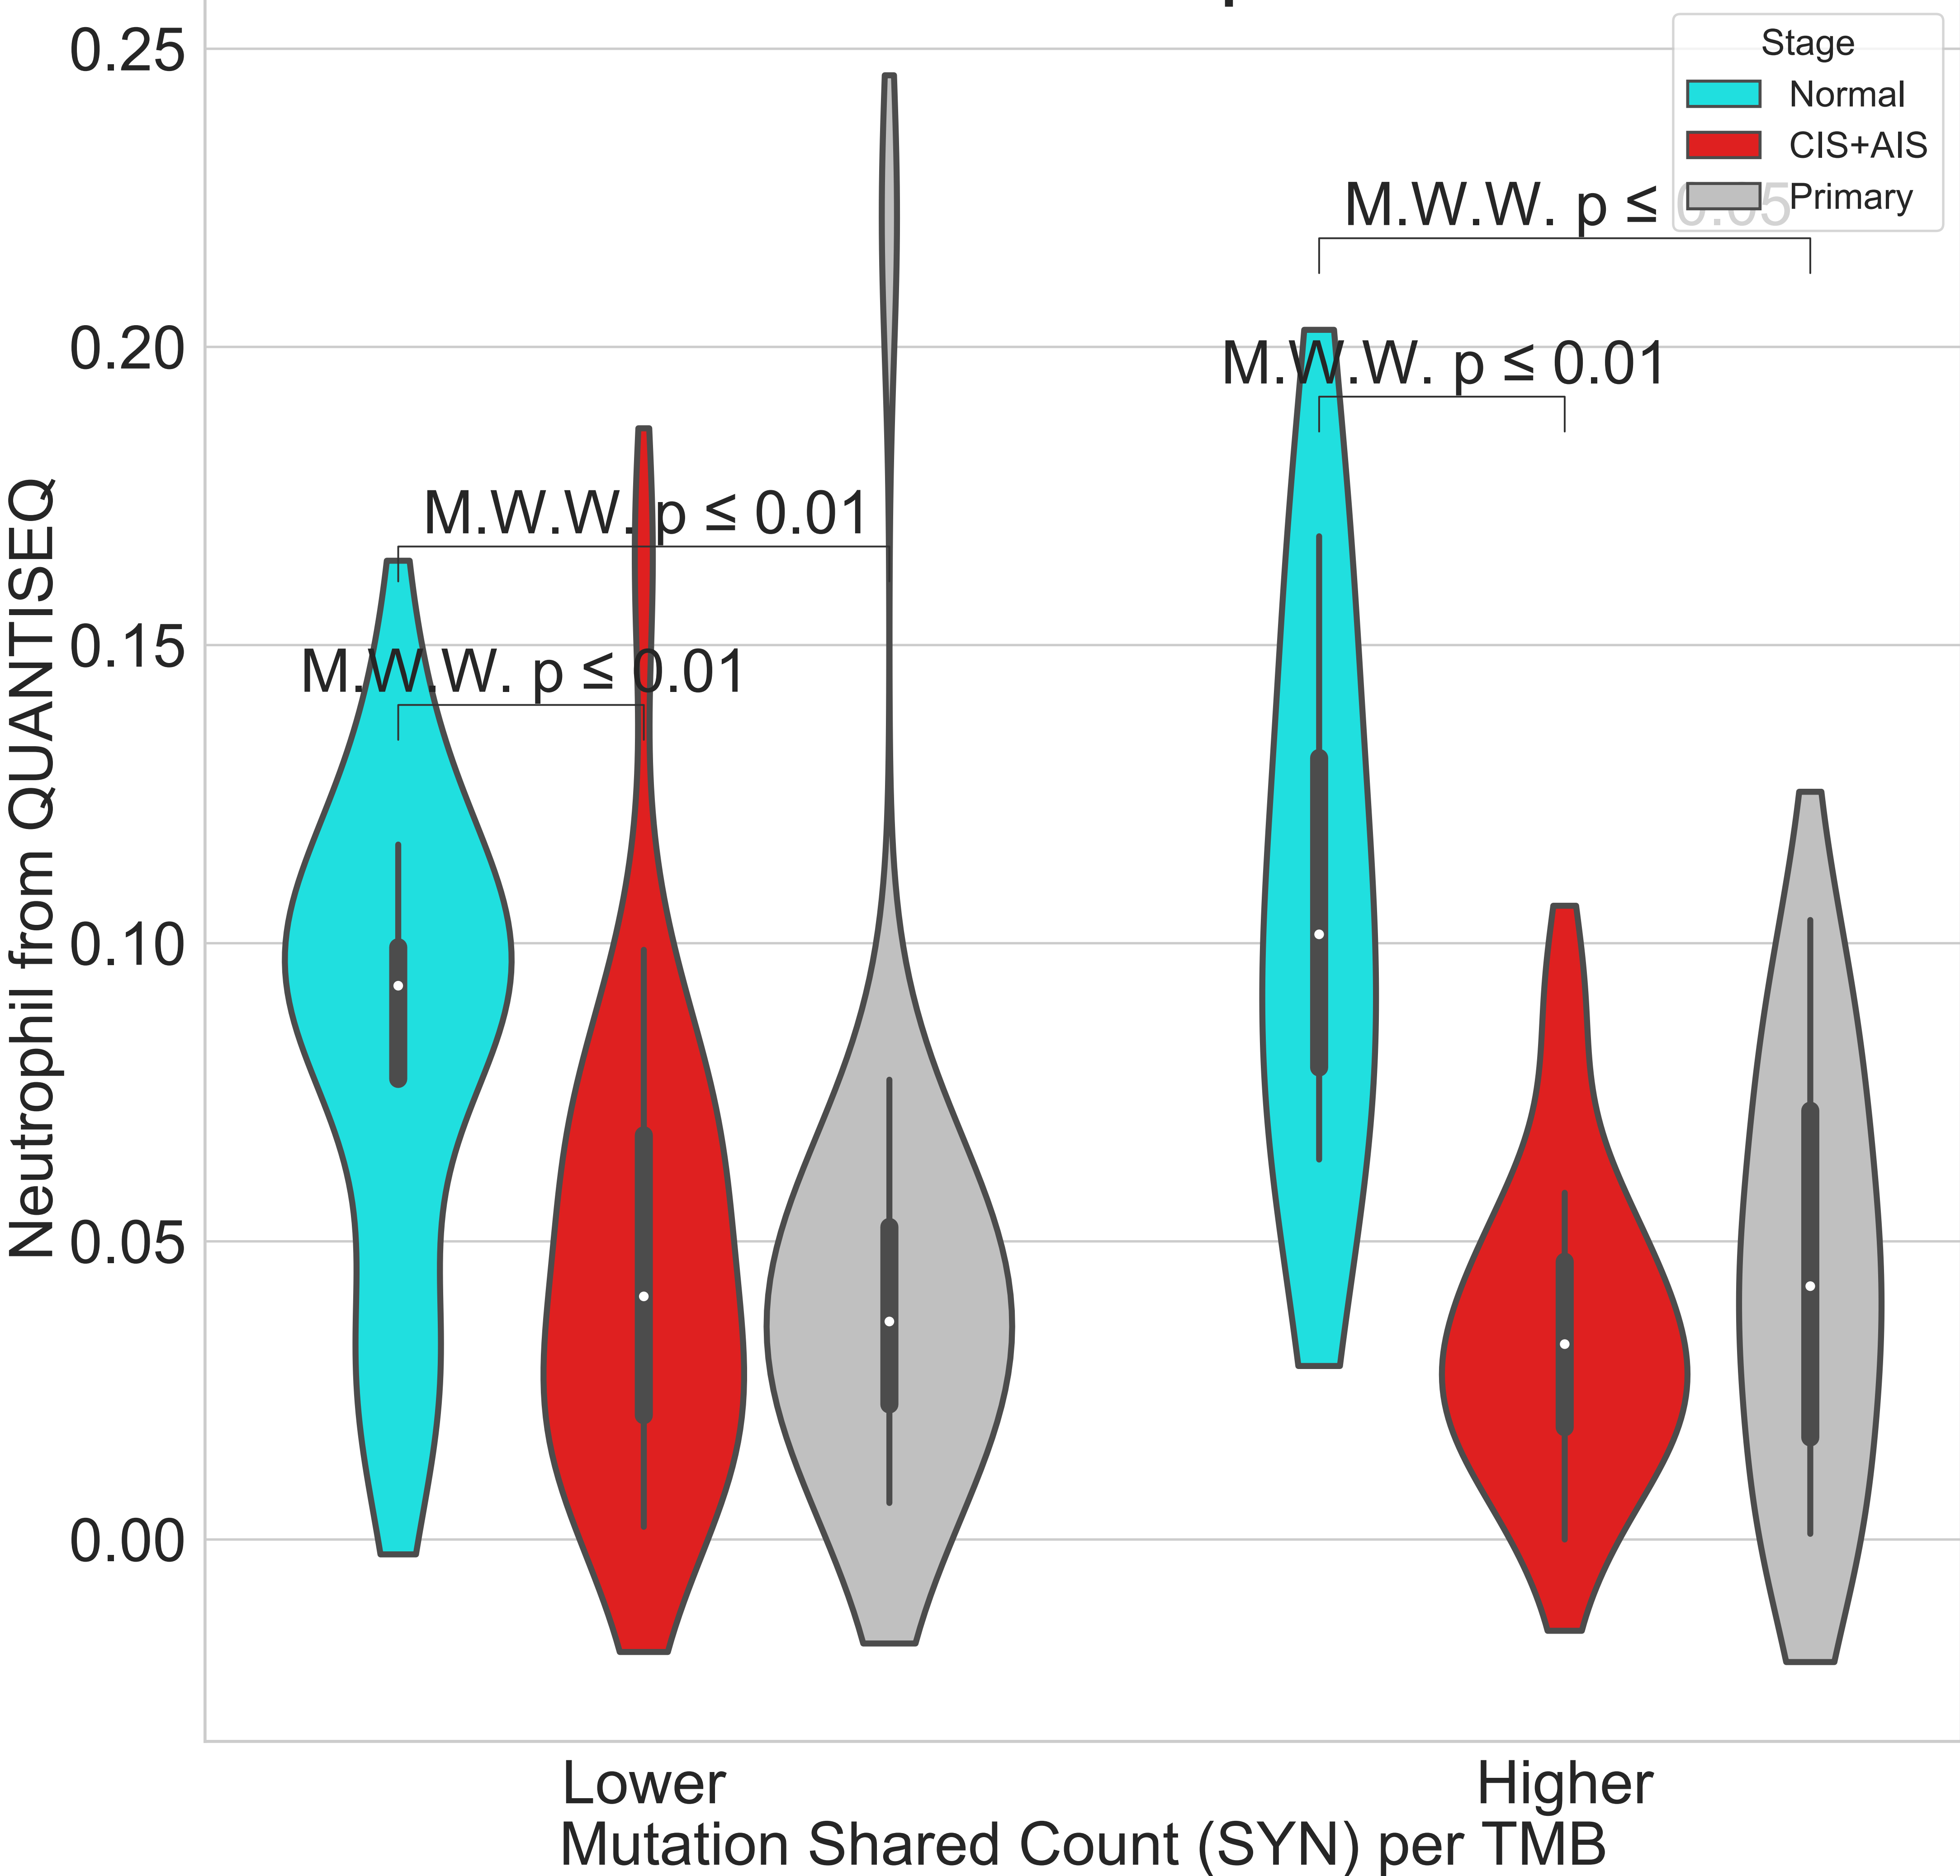 0.25
0.20
0.15
0.10
0.05
0.00
Neutrophil from QUANTISEQ
Stage
Normal
CIS+AIS
Primary
M.W.W. p ≤ 0.05
M.W.W. p ≤ 0.01
M.W.W. p ≤ 0.01
M.W.W. p ≤ 0.01
Lower
Higher
Mutation Shared Count (SYN) per TMB